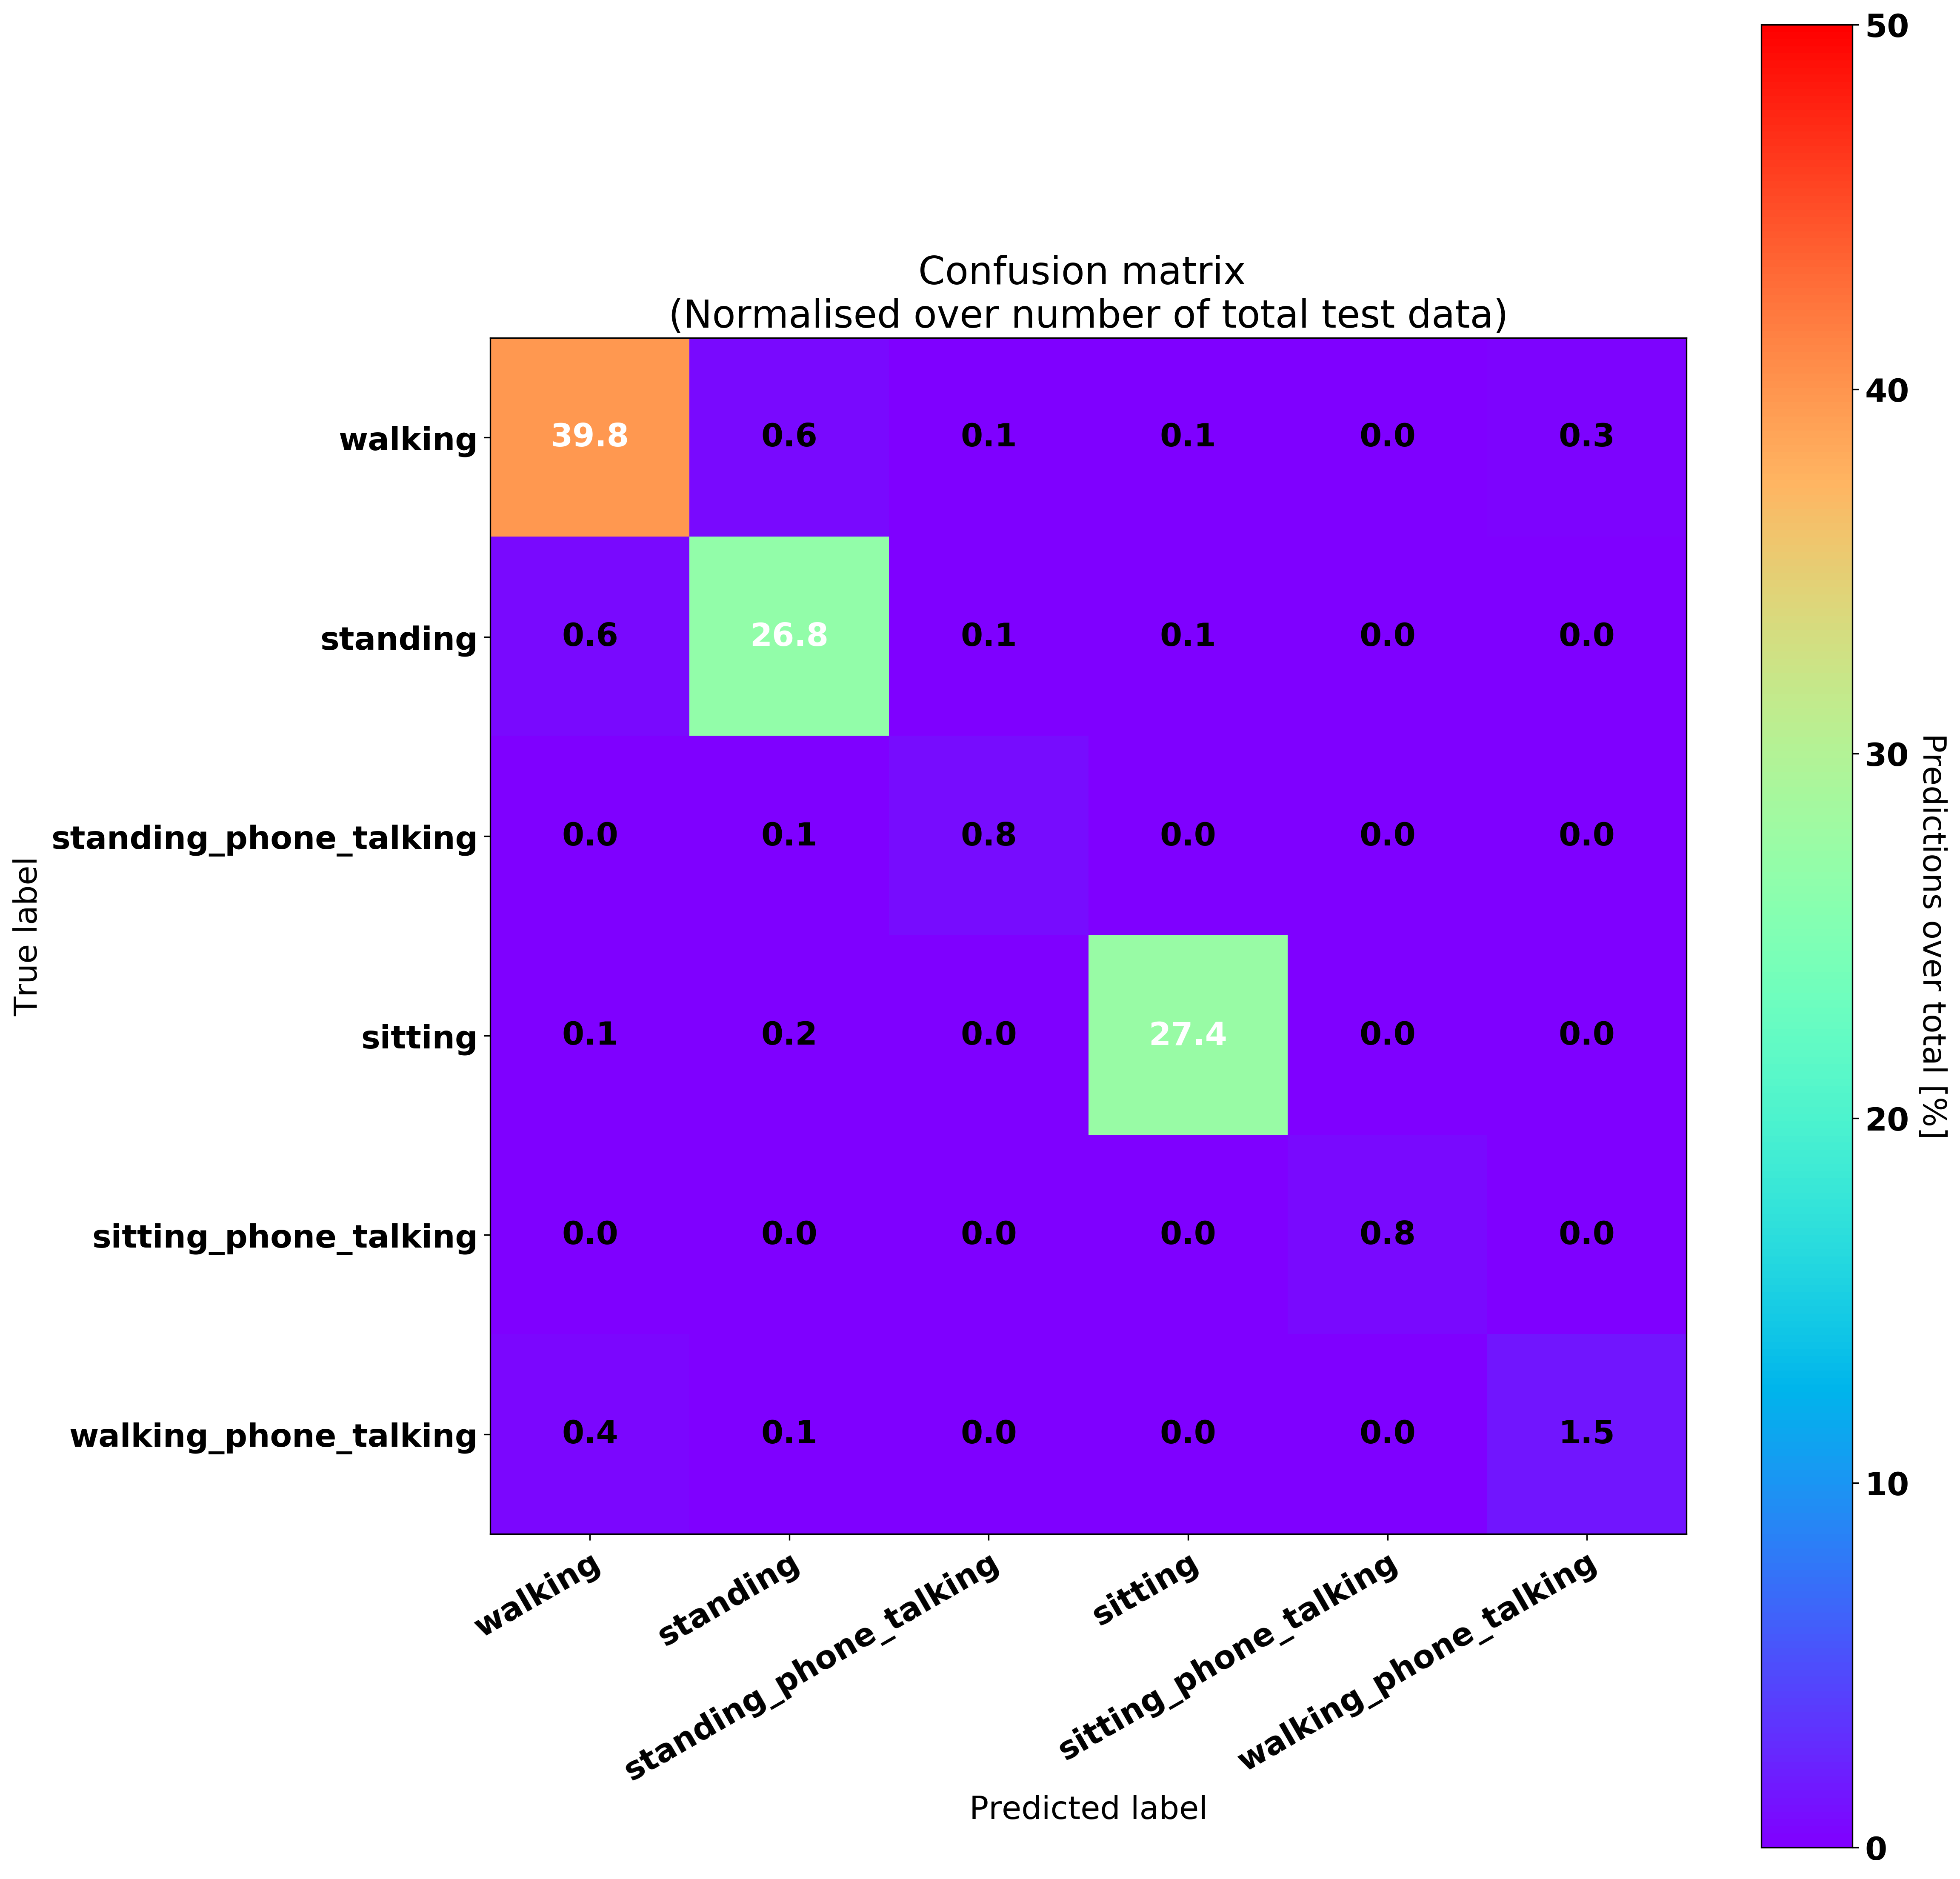 Confusion matrix
(Normalised over number of total test data)
walking 39.8 0.6 0.1 0.1 0.0 0.3
standing 0.6 26.8 0.1 0.1 0.0 0.0
standing_phone_talking 0.0 0.1 0.8 0.0 0.0 0.0
sitting 0.1 0.2 0.0 27.4 0.0 0.0
sitting_phone_talking 0.0 0.0 0.0 0.0 0.8 0.0
walking_phone_talking 0.4 0.1 0.0 0.0 0.0 1.5
True label
walking
standing
standing_phone_talking
sitting
sitting_phone_talking
walking_phone_talking
Predicted label
50
40
30
20
10
0
Predictions over total [%]